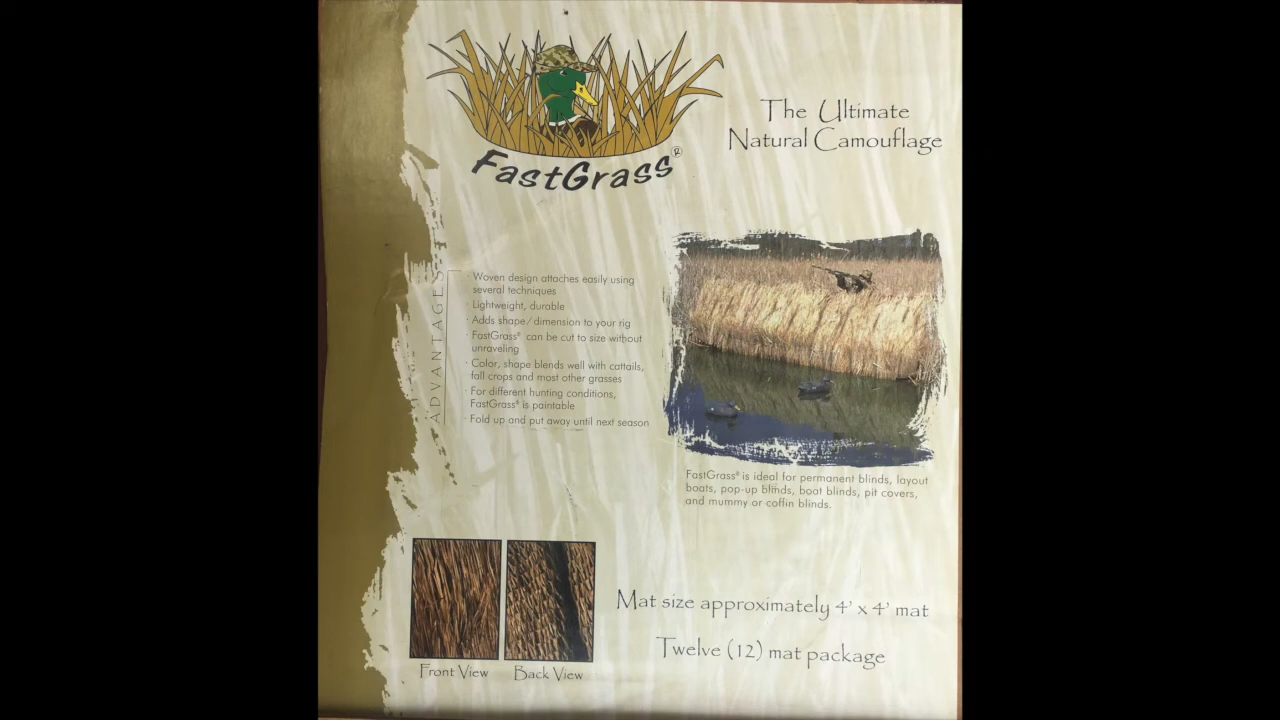 FastGrass®
The Ultimate
Natural Camouflage
ADVANTAGES
· Woven design attaches easily using
several techniques
· Lightweight, durable
· Adds shape/dimension to your rig
· FastGrass® can be cut to size without
unraveling
· Color, shape blends well with cattails,
fall crops and most other grasses
· For different hunting conditions,
FastGrass® is paintable
· Fold up and put away until next season
FastGrass® is ideal for permanent blinds, layout
boats, pop-up blinds, boat blinds, pit covers,
and mummy or coffin blinds.
Front View
Back View
Mat size approximately 4' x 4' mat
Twelve (12) mat package